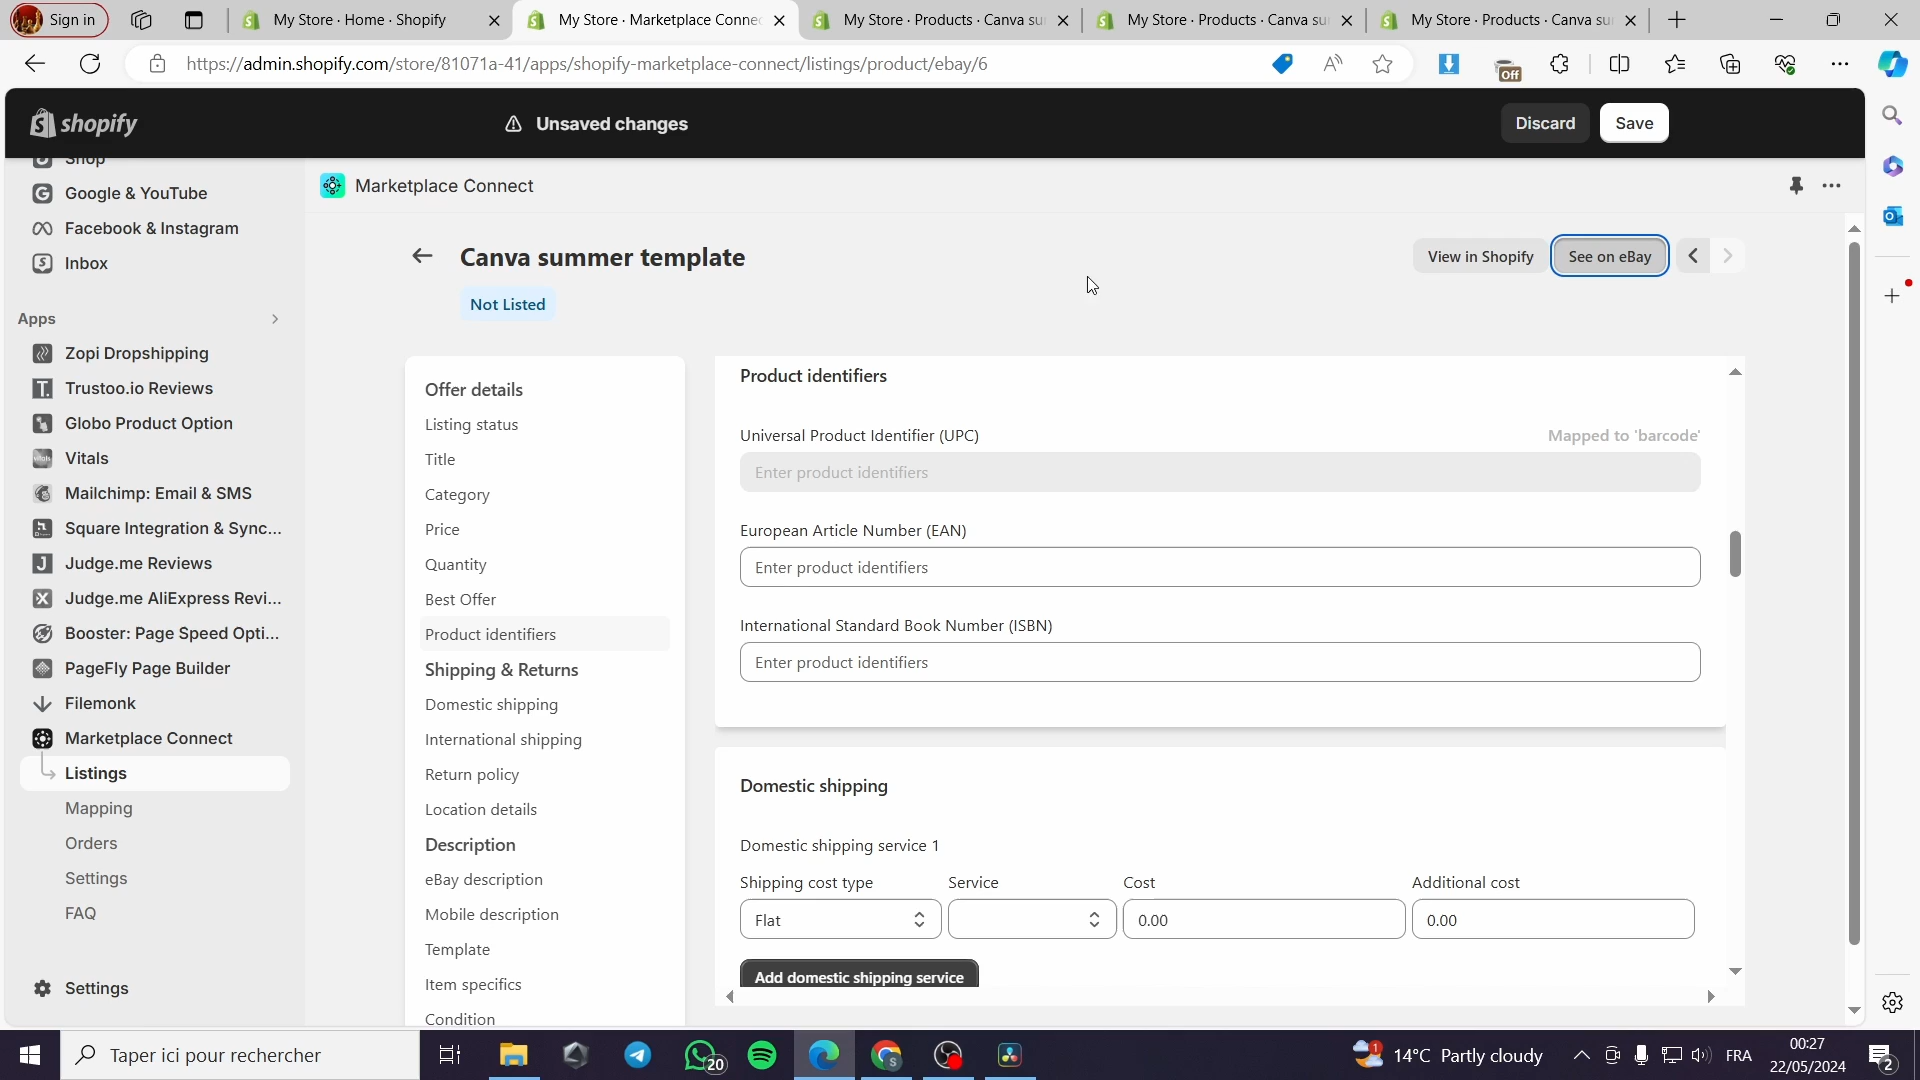 Sign in
My Store · Home · Shopify
My Store · Marketplace Conne
My Store · Products · Canva su
My Store · Products · Canva su
My Store · Products · Canva su
https://admin.shopify.com/store/81071a-41/apps/shopify-marketplace-connect/listings/product/ebay/6
Off
shopify
Unsaved changes
Discard
Save
Shop
Google & YouTube
Facebook & Instagram
Inbox
Apps
Zopi Dropshipping
Trustoo.io Reviews
Globo Product Option
Vitals
Mailchimp: Email & SMS
Square Integration & Sync...
Judge.me Reviews
Judge.me AliExpress Revi...
Booster: Page Speed Opti...
PageFly Page Builder
Filemonk
Marketplace Connect
Listings
Mapping
Orders
Settings
FAQ
Settings
Marketplace Connect
Canva summer template
Not Listed
View in Shopify
See on eBay
Offer details
Listing status
Title
Category
Price
Quantity
Best Offer
Product identifiers
Shipping & Returns
Domestic shipping
International shipping
Return policy
Location details
Description
eBay description
Mobile description
Template
Item specifics
Condition
Product identifiers
Universal Product Identifier (UPC)
Mapped to 'barcode'
Enter product identifiers
European Article Number (EAN)
Enter product identifiers
International Standard Book Number (ISBN)
Enter product identifiers
Domestic shipping
Domestic shipping service 1
Shipping cost type
Service
Cost
Additional cost
Flat
0.00
0.00
Add domestic shipping service
Taper ici pour rechercher
20
1
14°C Partly cloudy
FRA
00:27
22/05/2024
2